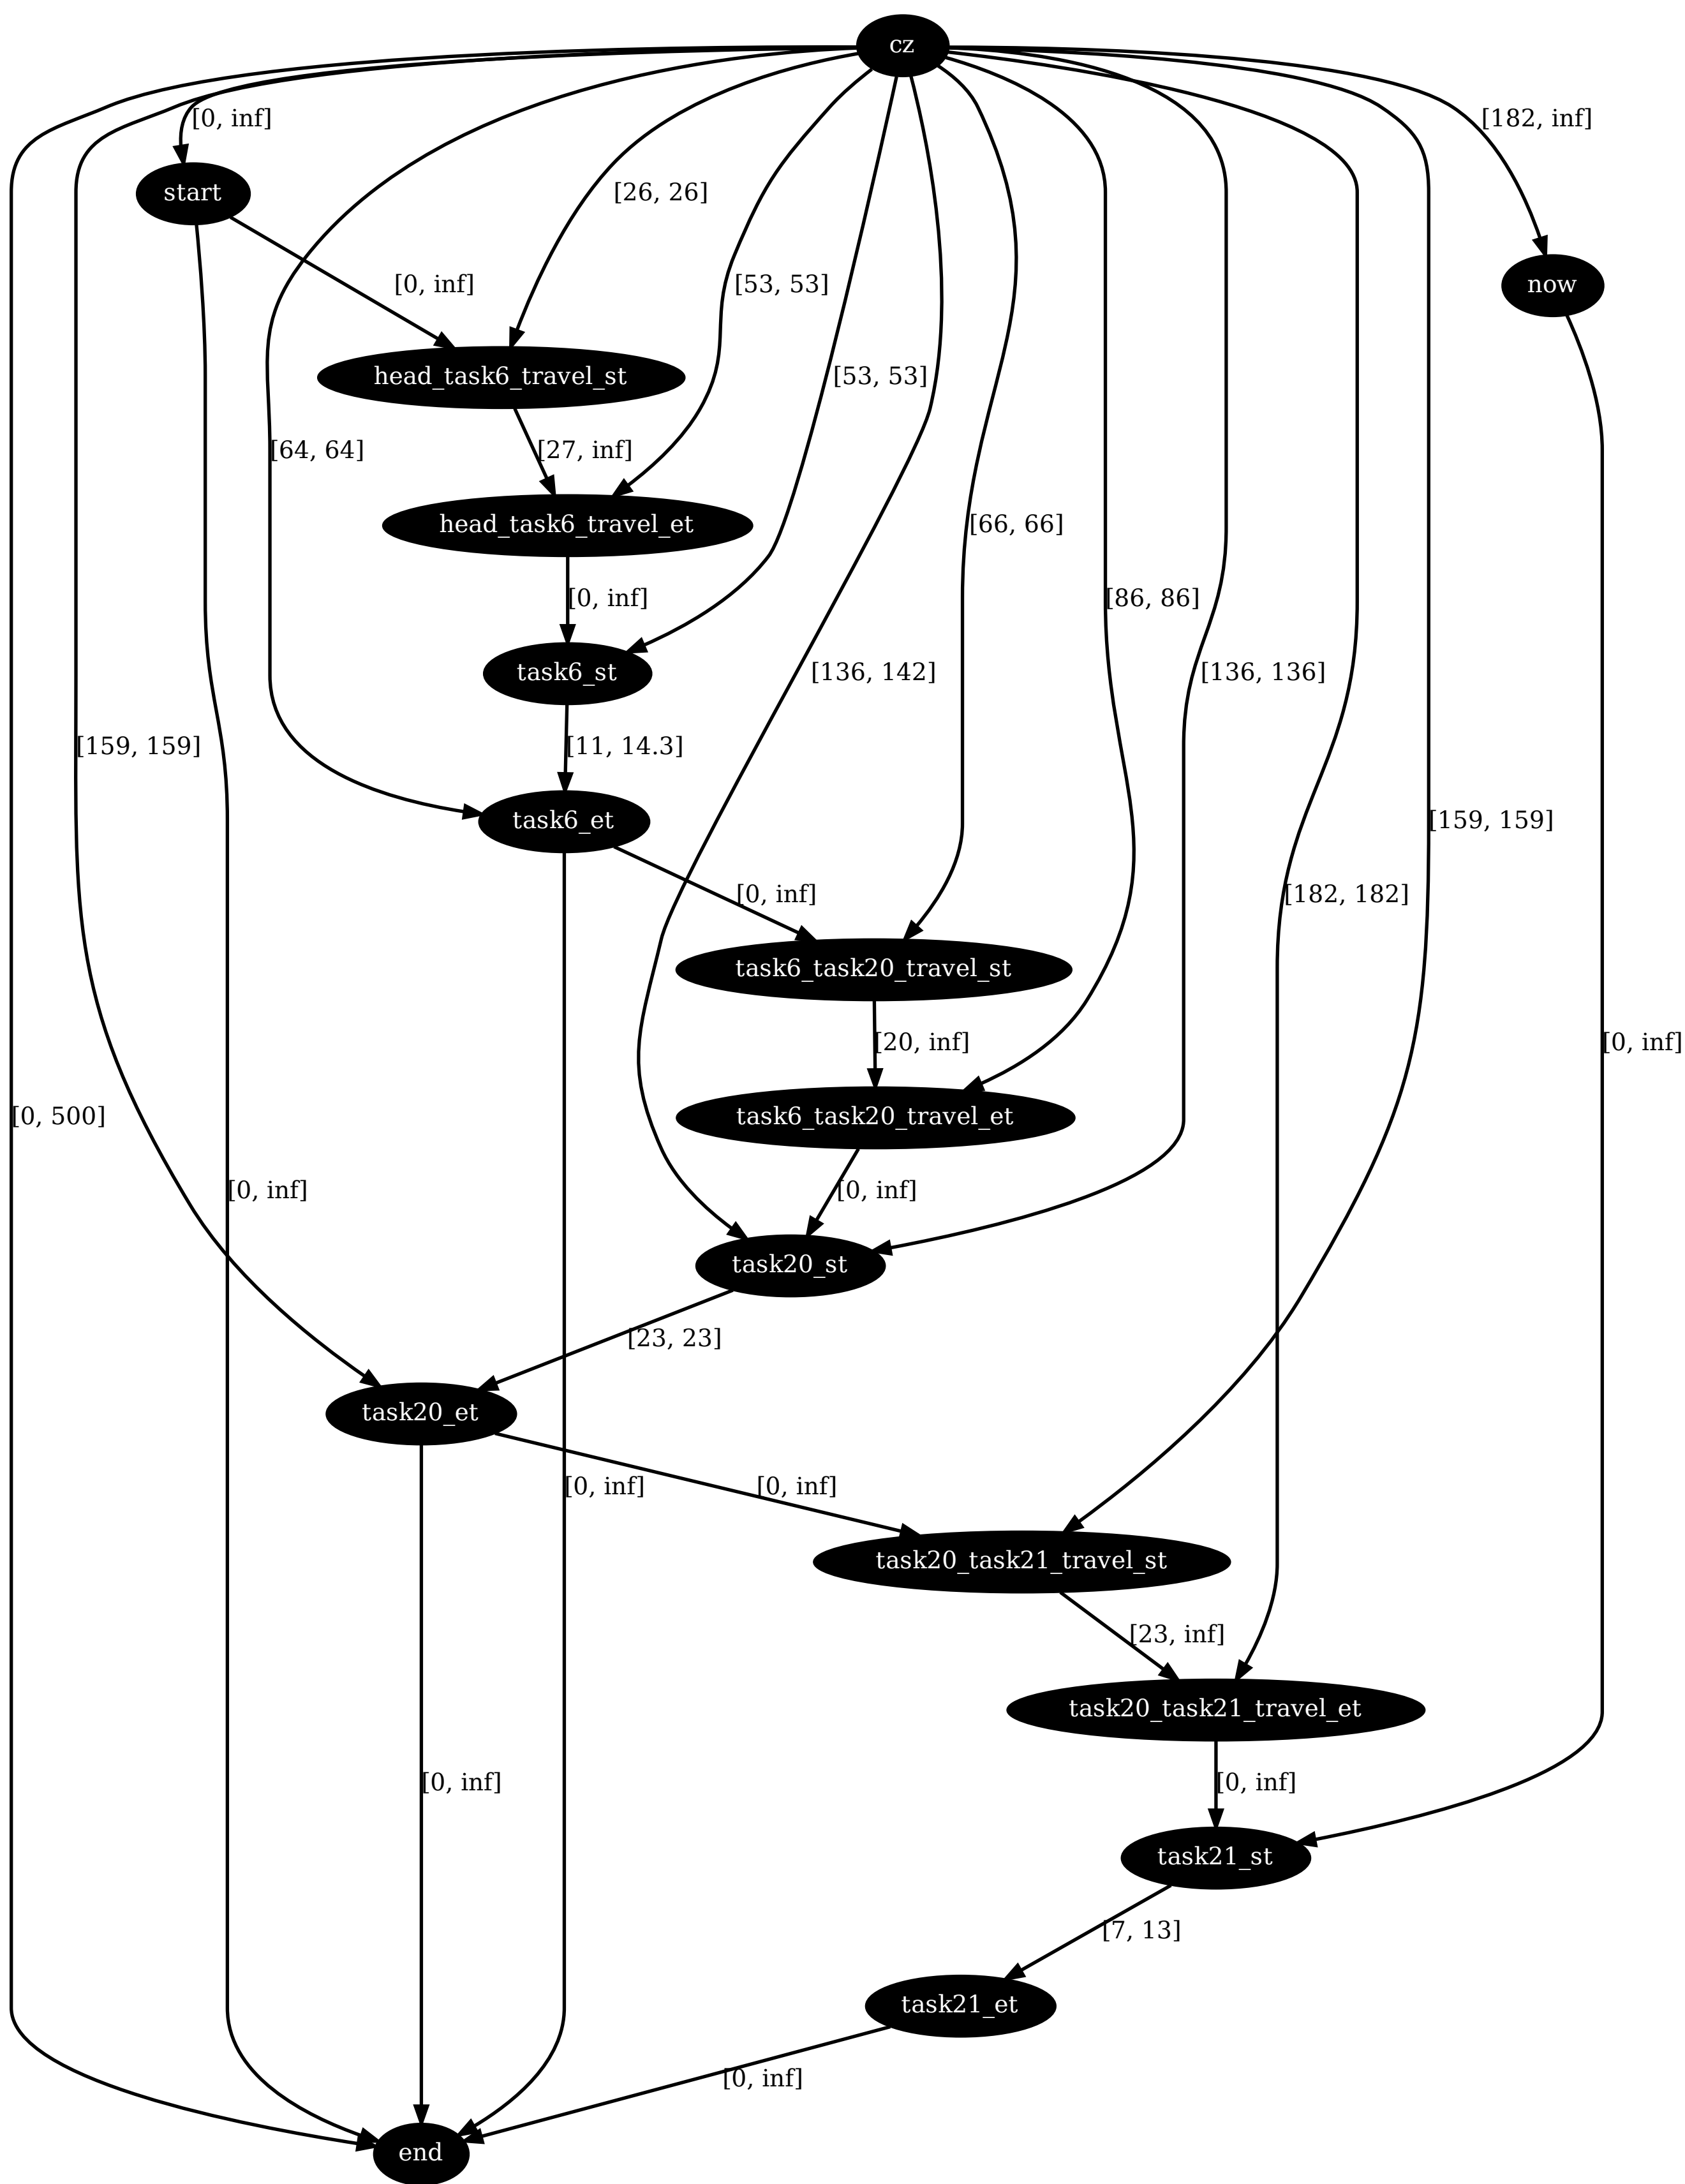 cz
[0, inf]
[182, inf]
start
[26, 26]
now
[0, inf]
[53, 53]
head_task6_travel_st
[53, 53]
[64, 64]
[27, inf]
head_task6_travel_et
[66, 66]
[0, inf]
[86, 86]
task6_st
[136, 142]
[136, 136]
[159, 159]
[11, 14.3]
task6_et
[159, 159]
[0, inf]
[182, 182]
task6_task20_travel_st
[20, inf]
[0, inf]
[0, 500]
task6_task20_travel_et
[0, inf]
[0, inf]
task20_st
[23, 23]
task20_et
[0, inf]
[0, inf]
task20_task21_travel_st
[23, inf]
task20_task21_travel_et
[0, inf]
[0, inf]
task21_st
[7, 13]
task21_et
[0, inf]
end